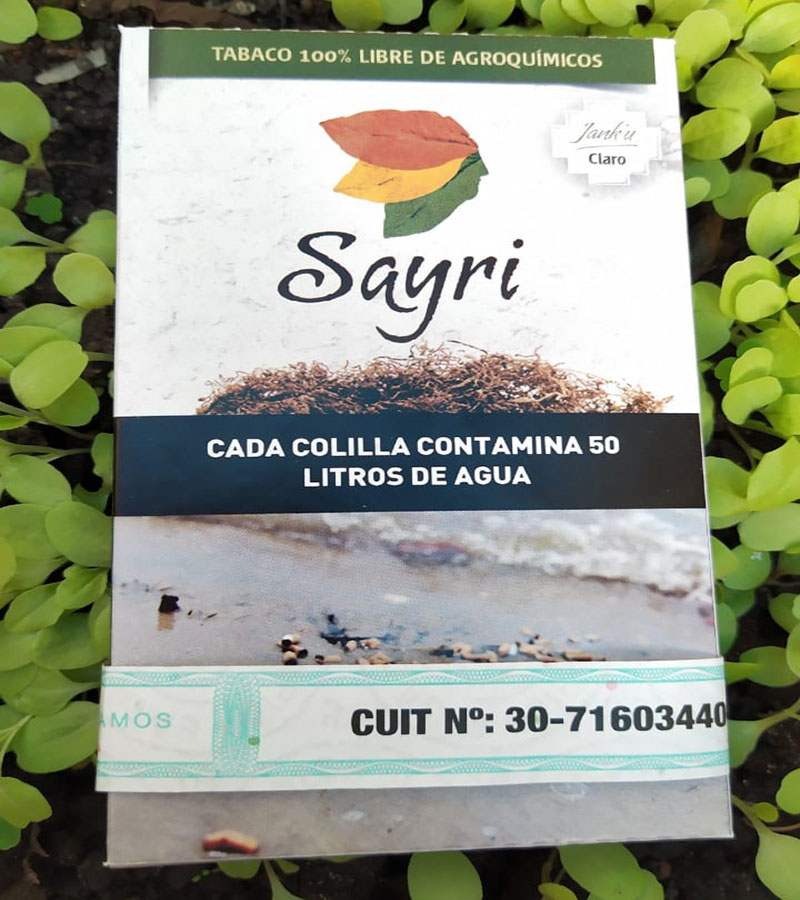 TABACO 100% LIBRE DE AGROQUÍMICOS
Jank'u
Claro
Sayri
CADA COLILLA CONTAMINA 50
LITROS DE AGUA
AMOS
CUIT Nº: 30-71603440